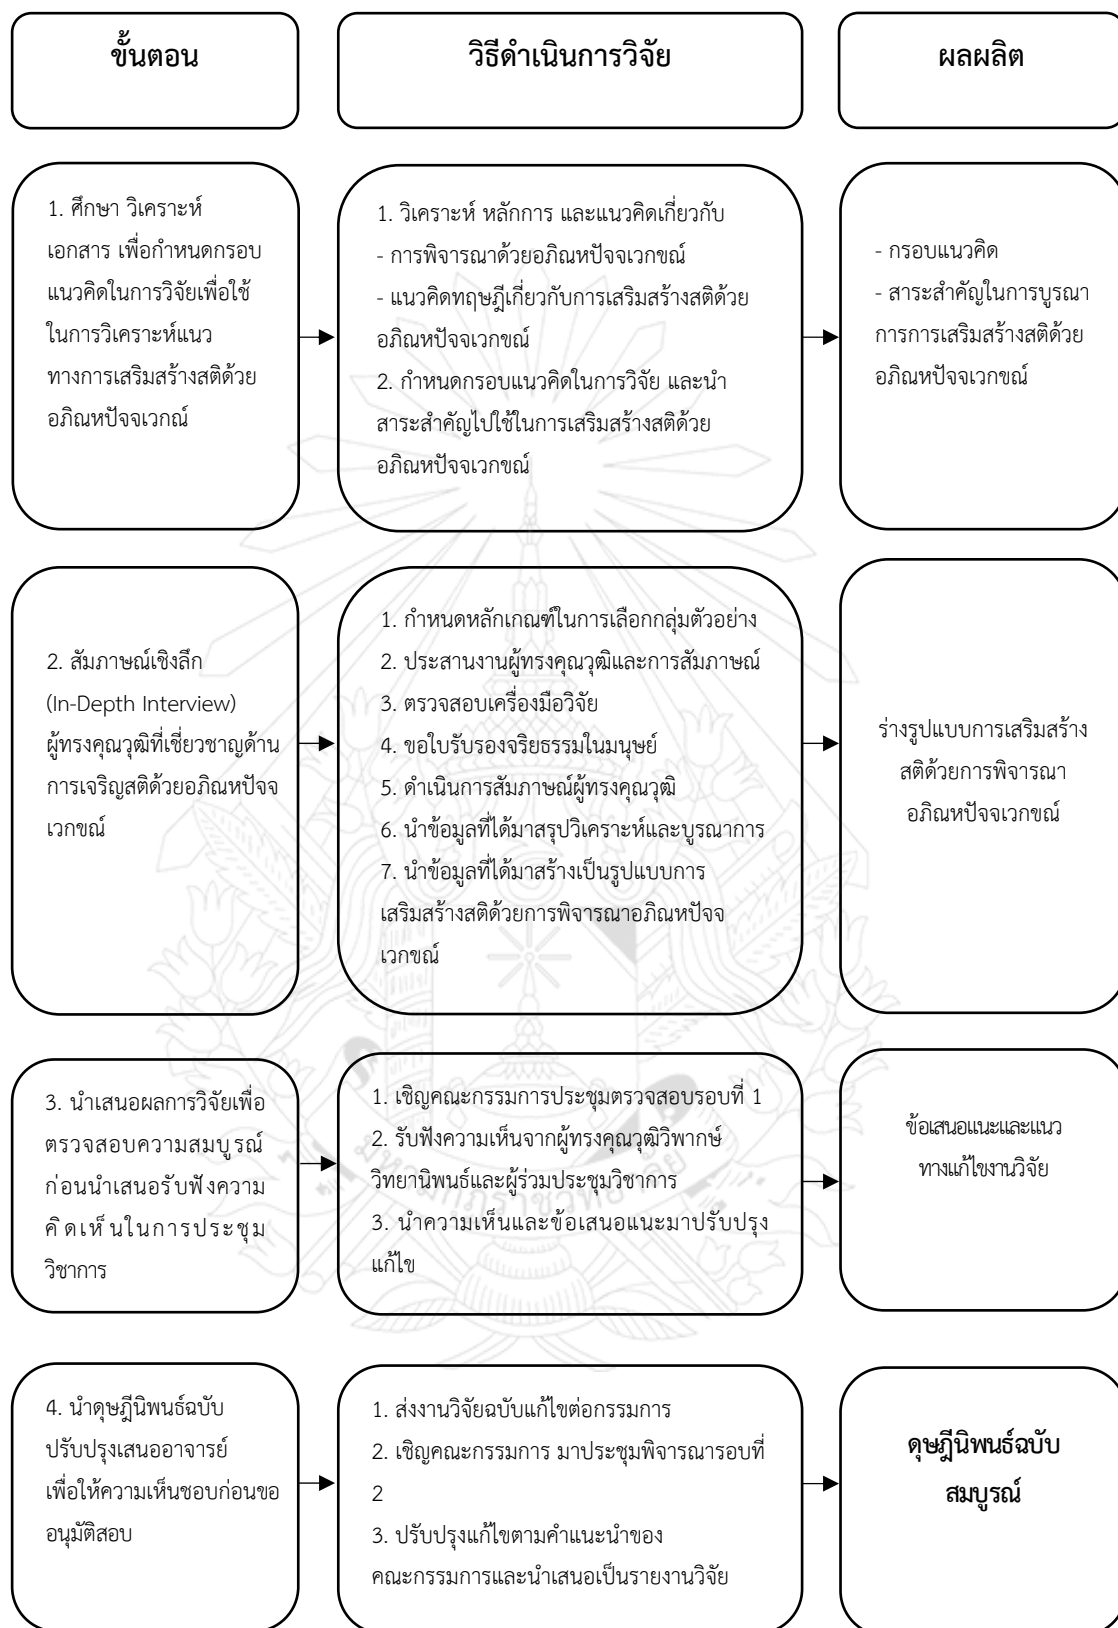 ขั้นตอน
วิธีดำเนินการวิจัย
ผลผลิต
1. ศึกษา วิเคราะห์
เอกสาร เพื่อกำหนดกรอบ
แนวคิดในการวิจัยเพื่อใช้
ในการวิเคราะห์แนว
ทางการเสริมสร้างสติด้วย
อภิณหปัจจเวกณ์
1. วิเคราะห์ หลักการ และแนวคิดเกี่ยวกับ
- การพิจารณาด้วยอภิณหปัจจเวกขณ์
- แนวคิดทฤษฎีเกี่ยวกับการเสริมสร้างสติด้วย
อภิณหปัจจเวกขณ์
2. กำหนดกรอบแนวคิดในการวิจัย และนำ
สาระสำคัญไปใช้ในการเสริมสร้างสติด้วย
อภิณหปัจจเวกขณ์
- กรอบแนวคิด
- สาระสำคัญในการบูรณา
การการเสริมสร้างสติด้วย
อภิณหปัจจเวกขณ์
2. สัมภาษณ์เชิงลึก
(In-Depth Interview)
ผู้ทรงคุณวุฒิที่เชี่ยวชาญด้าน
การเจริญสติด้วยอภิณหปัจจ
เวกขณ์
1. กำหนดหลักเกณฑ์ในการเลือกกลุ่มตัวอย่าง
2. ประสานงานผู้ทรงคุณวุฒิและการสัมภาษณ์
3. ตรวจสอบเครื่องมือวิจัย
4. ขอใบรับรองจริยธรรมในมนุษย์
5. ดำเนินการสัมภาษณ์ผู้ทรงคุณวุฒิ
6. นำข้อมูลที่ได้มาสรุปวิเคราะห์และบูรณาการ
7. นำข้อมูลที่ได้มาสร้างเป็นรูปแบบการ
เสริมสร้างสติด้วยการพิจารณาอภิณหปัจจ
เวกขณ์
ร่างรูปแบบการเสริมสร้าง
สติด้วยการพิจารณา
อภิณหปัจจเวกขณ์
3. นำเสนอผลการวิจัยเพื่อ
ตรวจสอบความสมบูรณ์
ก่อนนำเสนอรับฟังความ
คิดเห็นในการประชุม
วิชาการ
1. เชิญคณะกรรมการประชุมตรวจสอบรอบที่ 1
2. รับฟังความเห็นจากผู้ทรงคุณวุฒิวิพากษ์
วิทยานิพนธ์และผู้ร่วมประชุมวิชาการ
3. นำความเห็นและข้อเสนอแนะมาปรับปรุง
แก้ไข
ข้อเสนอแนะและแนว
ทางแก้ไขงานวิจัย
4. นำดุษฎีนิพนธ์ฉบับ
ปรับปรุงเสนออาจารย์
เพื่อให้ความเห็นชอบก่อนขอ
อนุมัติสอบ
1. ส่งงานวิจัยฉบับแก้ไขต่อกรรมการ
2. เชิญคณะกรรมการ มาประชุมพิจารณารอบที่
2
3. ปรับปรุงแก้ไขตามคำแนะนำของ
คณะกรรมการและนำเสนอเป็นรายงานวิจัย
ดุษฎีนิพนธ์ฉบับ
สมบูรณ์